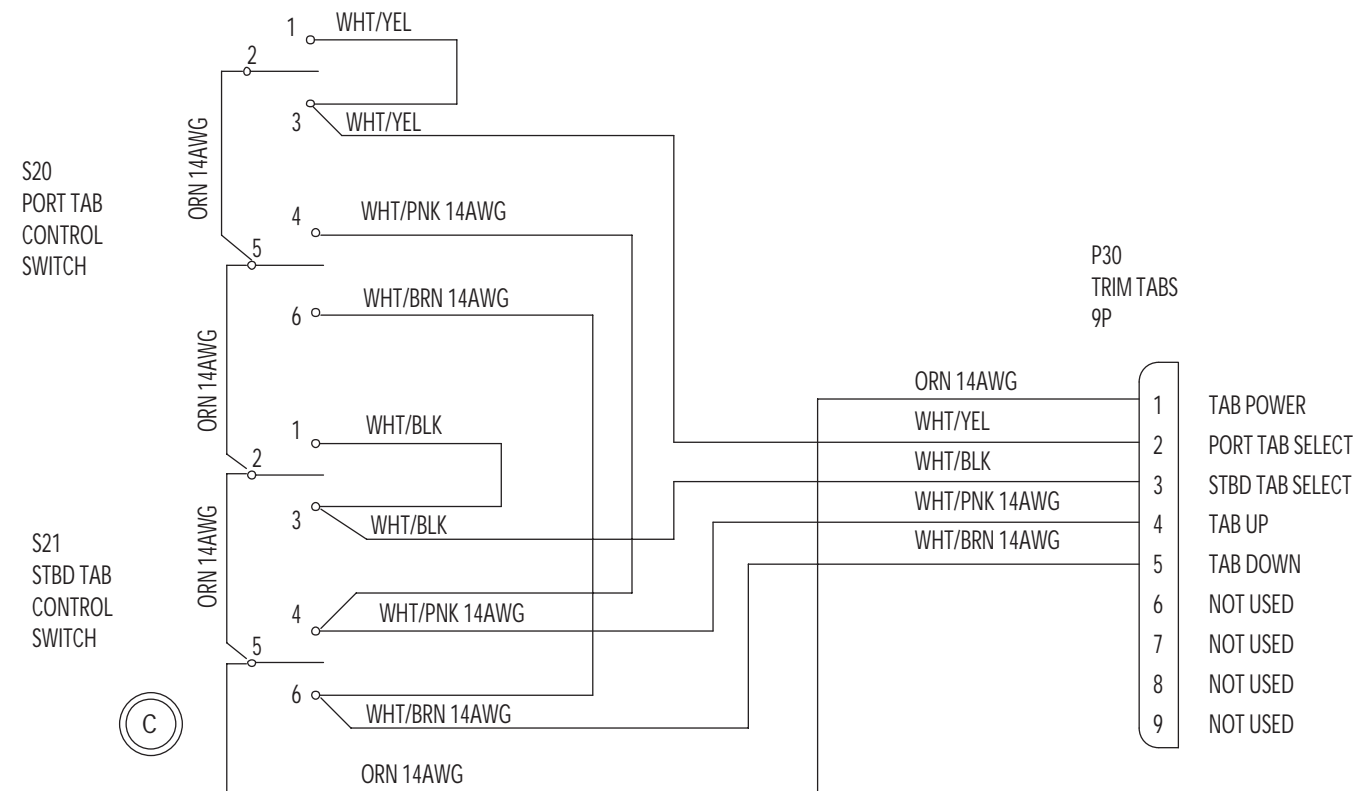 1
WHT/YEL
2
3
WHT/YEL
ORN 14AWG
S20
PORT TAB
CONTROL
SWITCH
4
WHT/PNK 14AWG
5
6
WHT/BRN 14AWG
ORN 14AWG
1
WHT/BLK
2
3
WHT/BLK
ORN 14AWG
S21
STBD TAB
CONTROL
SWITCH
4
WHT/PNK 14AWG
5
6
WHT/BRN 14AWG
C
ORN 14AWG
P30
TRIM TABS
9P
ORN 14AWG
1 TAB POWER
WHT/YEL
2 PORT TAB SELECT
WHT/BLK
3 STBD TAB SELECT
WHT/PNK 14AWG
4 TAB UP
WHT/BRN 14AWG
5 TAB DOWN
6 NOT USED
7 NOT USED
8 NOT USED
9 NOT USED